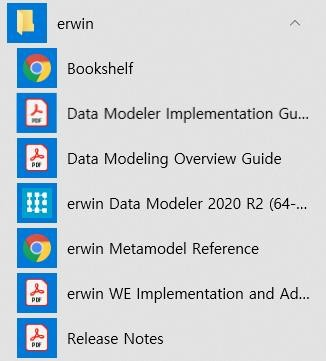 erwin
Bookshelf
PDF
Data Modeler Implementation Gu...
PDF
Data Modeling Overview Guide
erwin Data Modeler 2020 R2 (64-...
erwin Metamodel Reference
PDF
erwin WE Implementation and Ad...
PDF
Release Notes